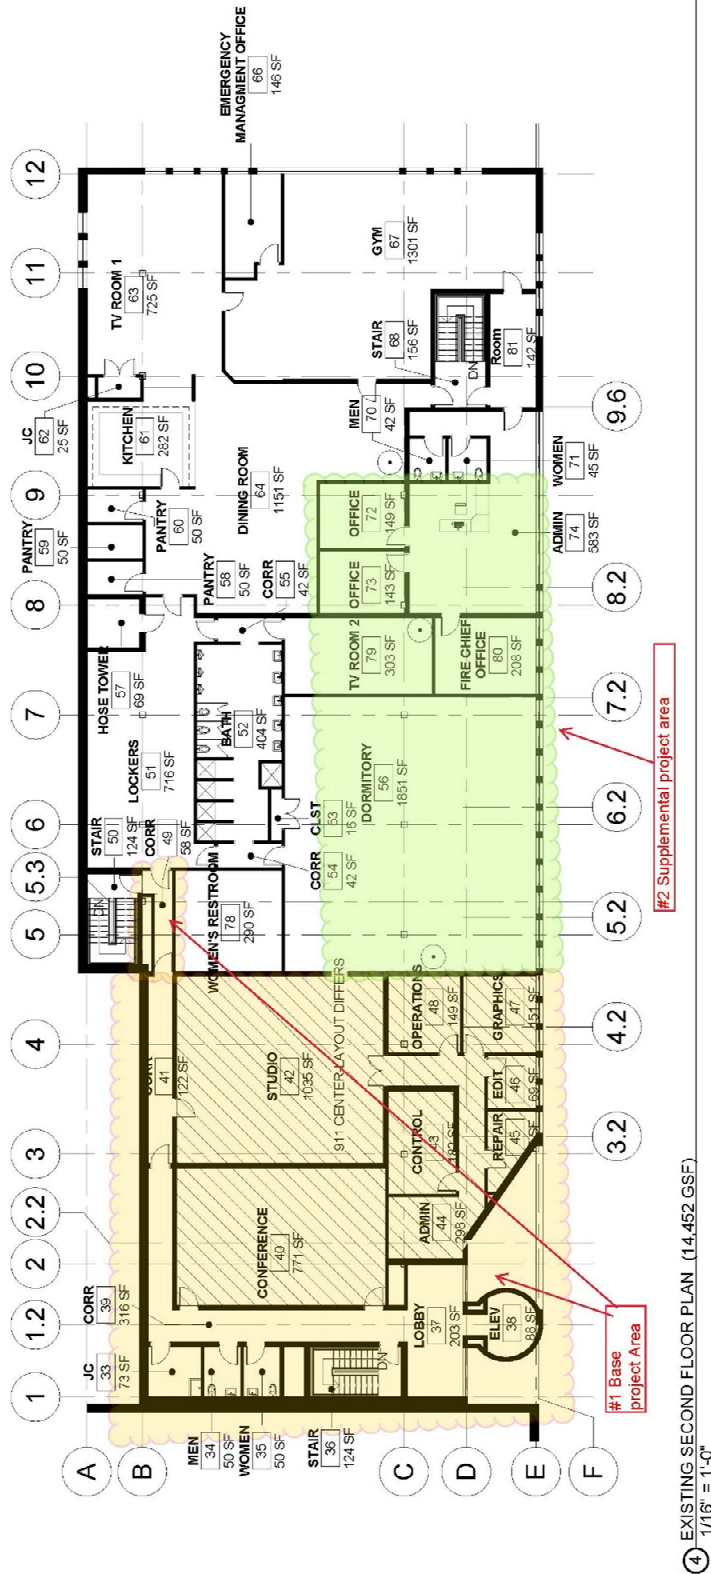 1
1.2
2
2.2
3
4
5
5.3
6
7
8
9
10
11
12
A
B
C
D
E
F
3.2
4.2
5.2
6.2
7.2
8.2
9.6
JC
33
73 SF
MEN
34
50 SF
WOMEN
35
50 SF
STAIR
36
124 SF
DN
CORR
39
316 SF
LOBBY
37
203 SF
ELEV
38
88 SF
CONFERENCE
40
771 SF
41
122 SF
STUDIO
42
1035 SF
911 CENTER LAYOUT DIFFERS
CONTROL
43
ADMIN
44
298 SF
REPAIR
45
SF
EDIT
46
69 SF
GRAPHICS
47
151 SF
OPERATIONS
48
149 SF
STAIR
50
124 SF
DN
CORR
49
58 SF
WOMEN'S RESTROOM
78
290 SF
LOCKERS
51
716 SF
HOSE TOWER
57
69 SF
BATH
52
404 SF
CLST
53
16 SF
CORR
54
42 SF
CORR
55
42 SF
DORMITORY
56
1851 SF
TV ROOM 2
79
303 SF
FIRE CHIEF
OFFICE
80
208 SF
OFFICE
73
143 SF
OFFICE
72
149 SF
ADMIN
74
583 SF
PANTRY
58
50 SF
PANTRY
59
50 SF
PANTRY
60
50 SF
KITCHEN
61
282 SF
JC
62
25 SF
DINING ROOM
64
1151 SF
TV ROOM 1
63
725 SF
EMERGENCY
MANAGMENT OFFICE
66
146 SF
GYM
67
1301 SF
STAIR
68
156 SF
DN
MEN
70
42 SF
WOMEN
71
45 SF
Room
81
142 SF
#1 Base
project Area
#2 Supplemental project area
4
EXISTING SECOND FLOOR PLAN (14,452 GSF)
1/16" = 1'-0"